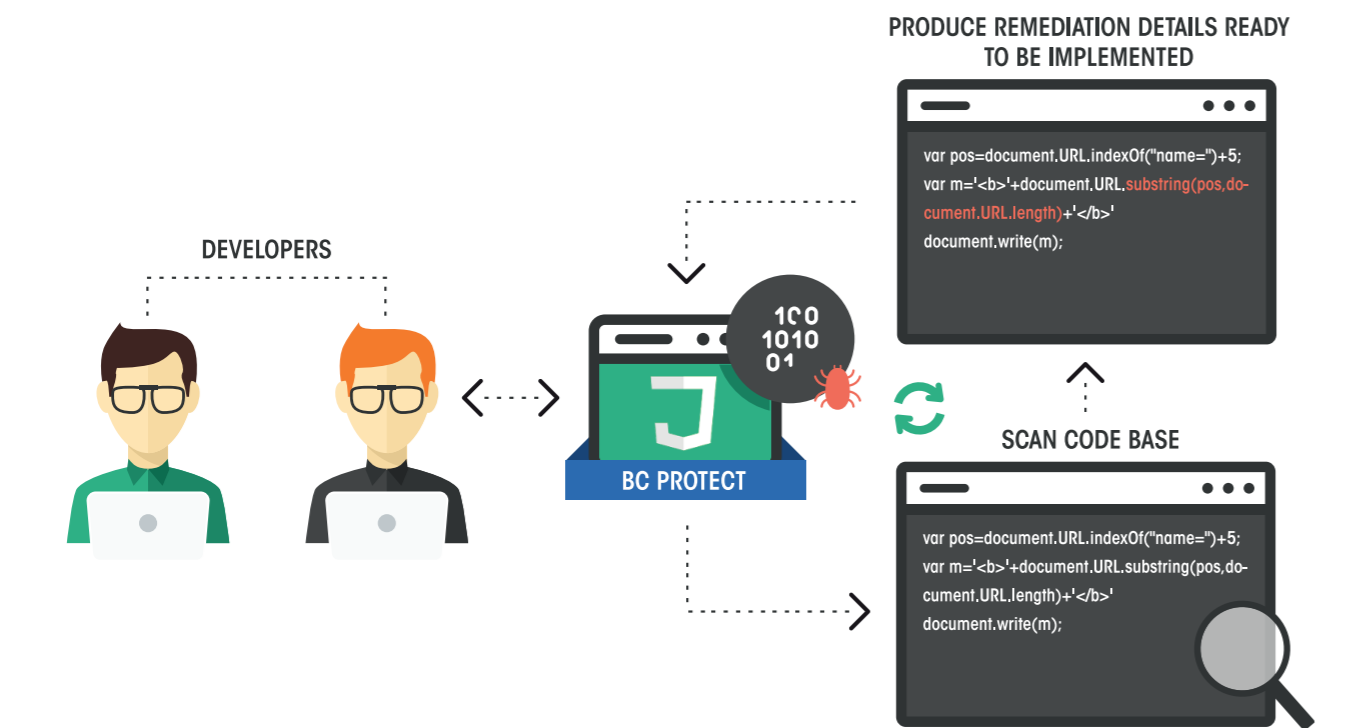 PRODUCE REMEDIATION DETAILS READY
TO BE IMPLEMENTED
var pos=document.URL.indexOf("name=")+5;
var m='<b>'+document.URL.substring(pos,do-
cument.URL.length)+'</b>'
document.write(m);
DEVELOPERS
100
1010
01
BC PROTECT
SCAN CODE BASE
var pos=document.URL.indexOf("name=")+5;
var m='<b>'+document.URL.substring(pos,do-
cument.URL.length)+'</b>'
document.write(m);